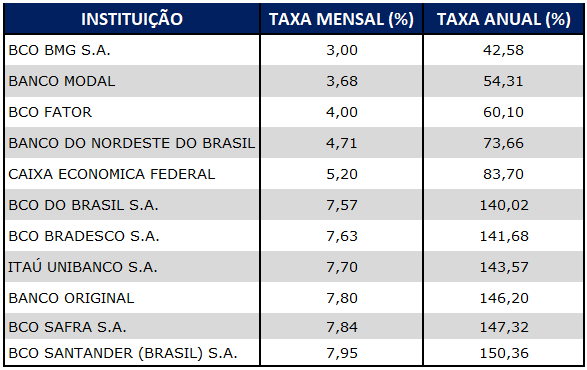 INSTITUIÇÃO TAXA MENSAL (%) TAXA ANUAL (%)
BCO BMG S.A. 3,00 42,58
BANCO MODAL 3,68 54,31
BCO FATOR 4,00 60,10
BANCO DO NORDESTE DO BRASIL 4,71 73,66
CAIXA ECONOMICA FEDERAL 5,20 83,70
BCO DO BRASIL S.A. 7,57 140,02
BCO BRADESCO S.A. 7,63 141,68
ITAÚ UNIBANCO S.A. 7,70 143,57
BANCO ORIGINAL 7,80 146,20
BCO SAFRA S.A. 7,84 147,32
BCO SANTANDER (BRASIL) S.A. 7,95 150,36